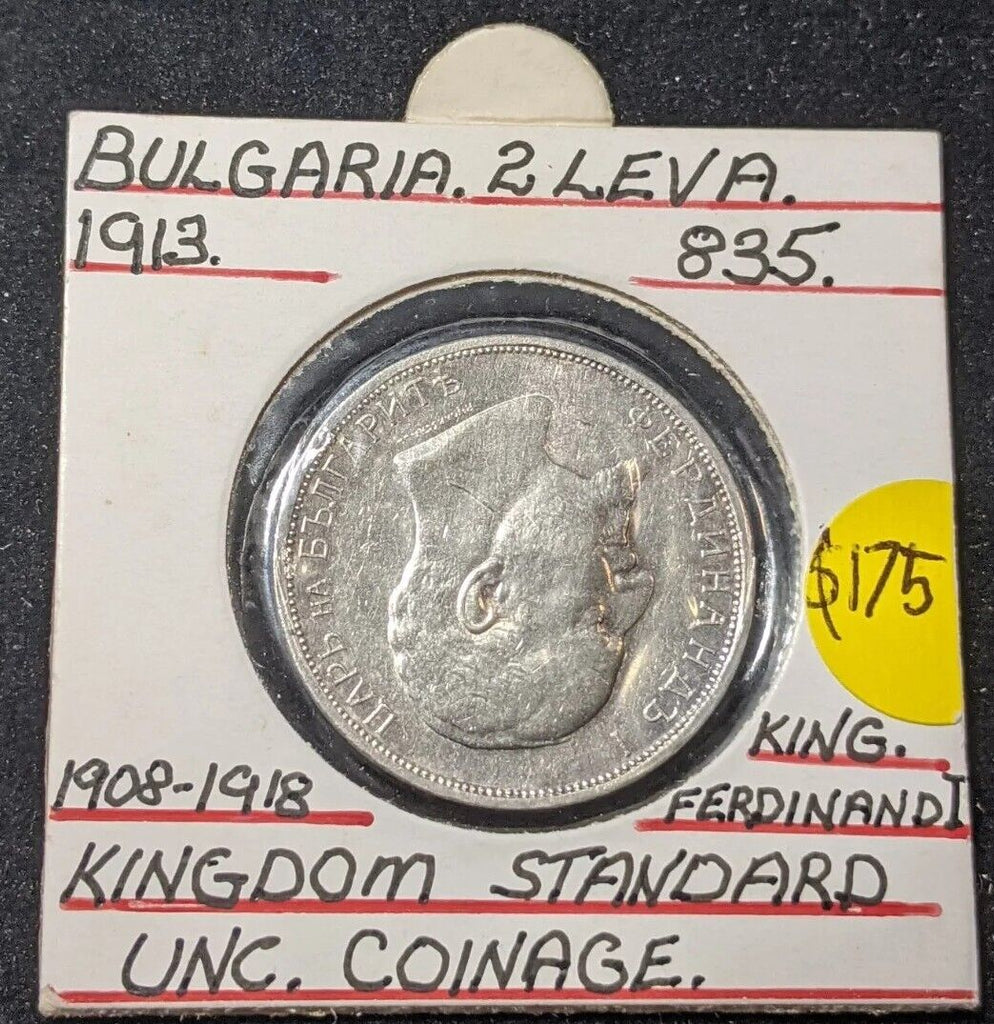 BULGARIA. 2 LEVA.
1913. 835.
ФЕРДИНАНДЪ I
ЦАРЬ НА БЪЛГАРИТѢ
$175
1908-1918
KING.
FERDINAND I
KINGDOM STANDARD
UNC. COINAGE.